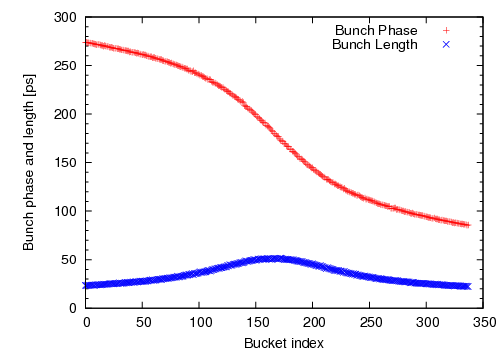 300
250
200
150
100
50
0
Bunch phase and length [ps]
Bunch Phase
Bunch Length
0 50 100 150 200 250 300 350
Bucket index